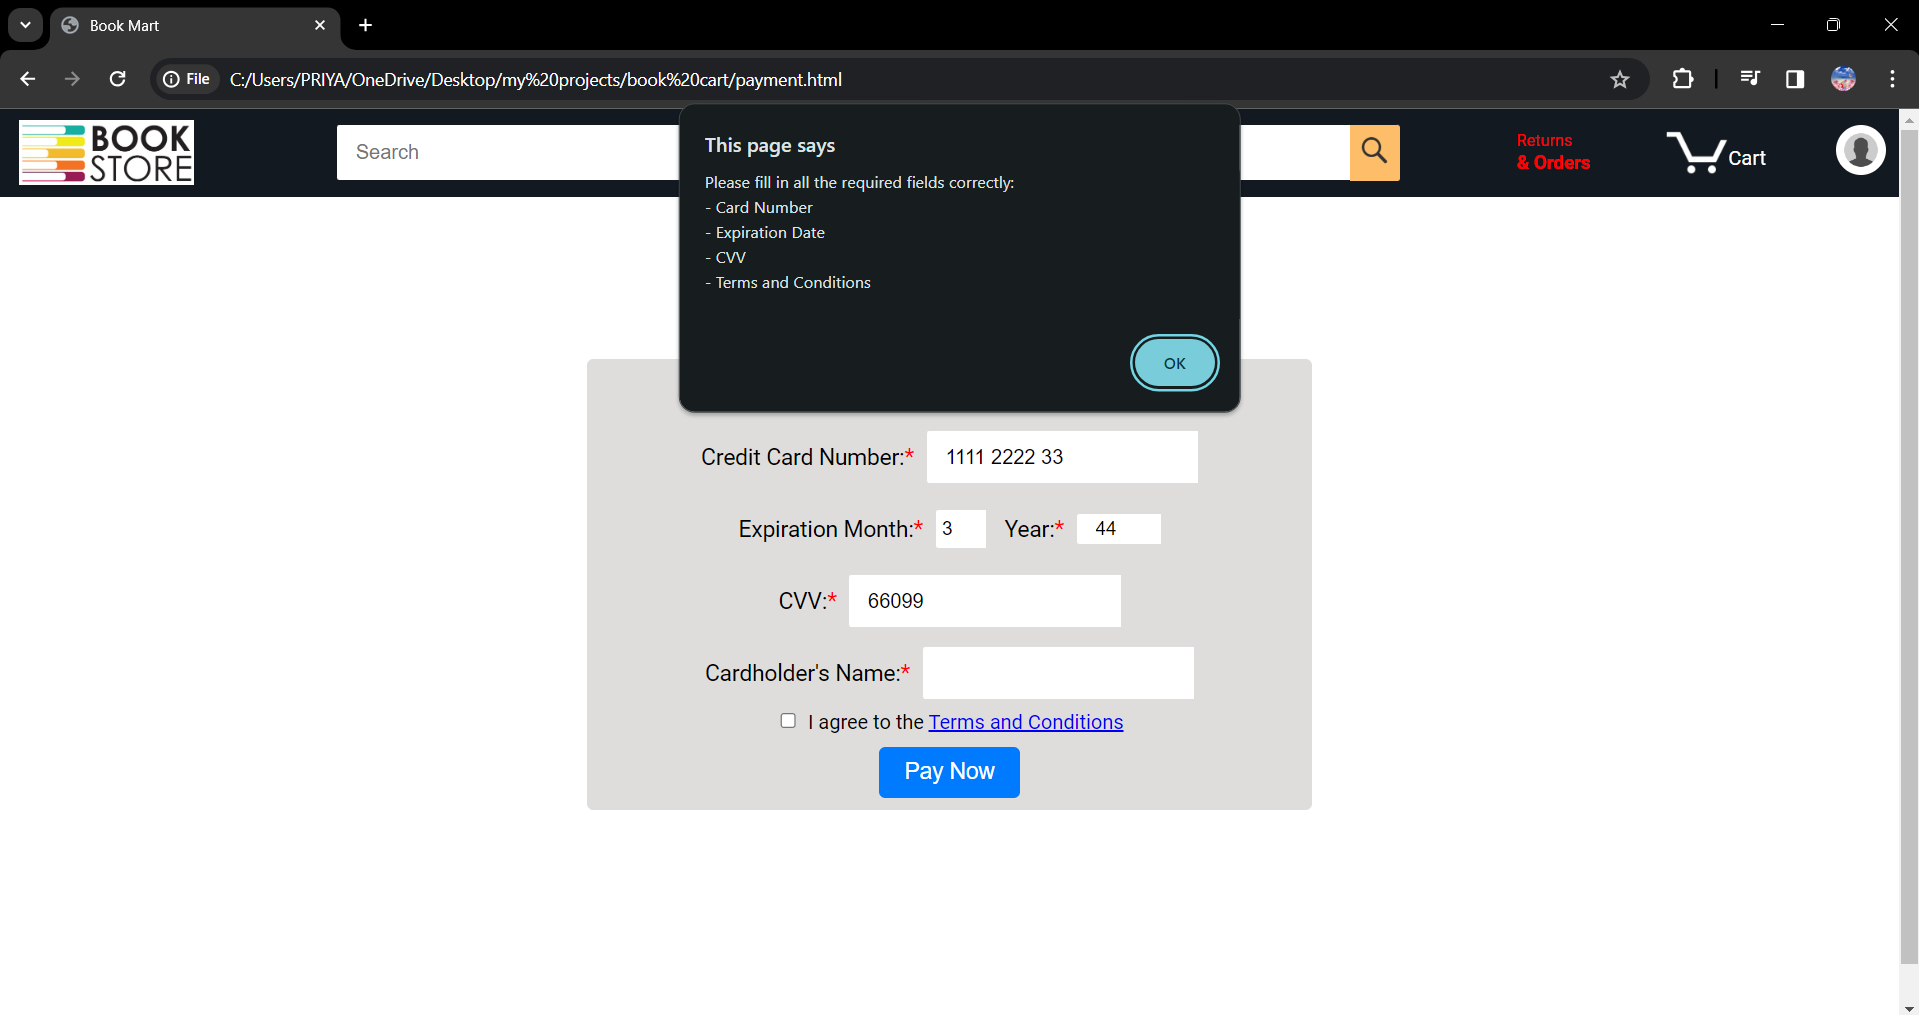 Book Mart
File C:/Users/PRIYA/OneDrive/Desktop/my%20projects/book%20cart/payment.html
BOOK
STORE
Search
Returns
& Orders
Cart
This page says
Please fill in all the required fields correctly:
- Card Number
- Expiration Date
- CVV
- Terms and Conditions
OK
Credit Card Number:* 1111 2222 33
Expiration Month:* 3 Year:* 44
CVV:* 66099
Cardholder's Name:*
I agree to the Terms and Conditions
Pay Now